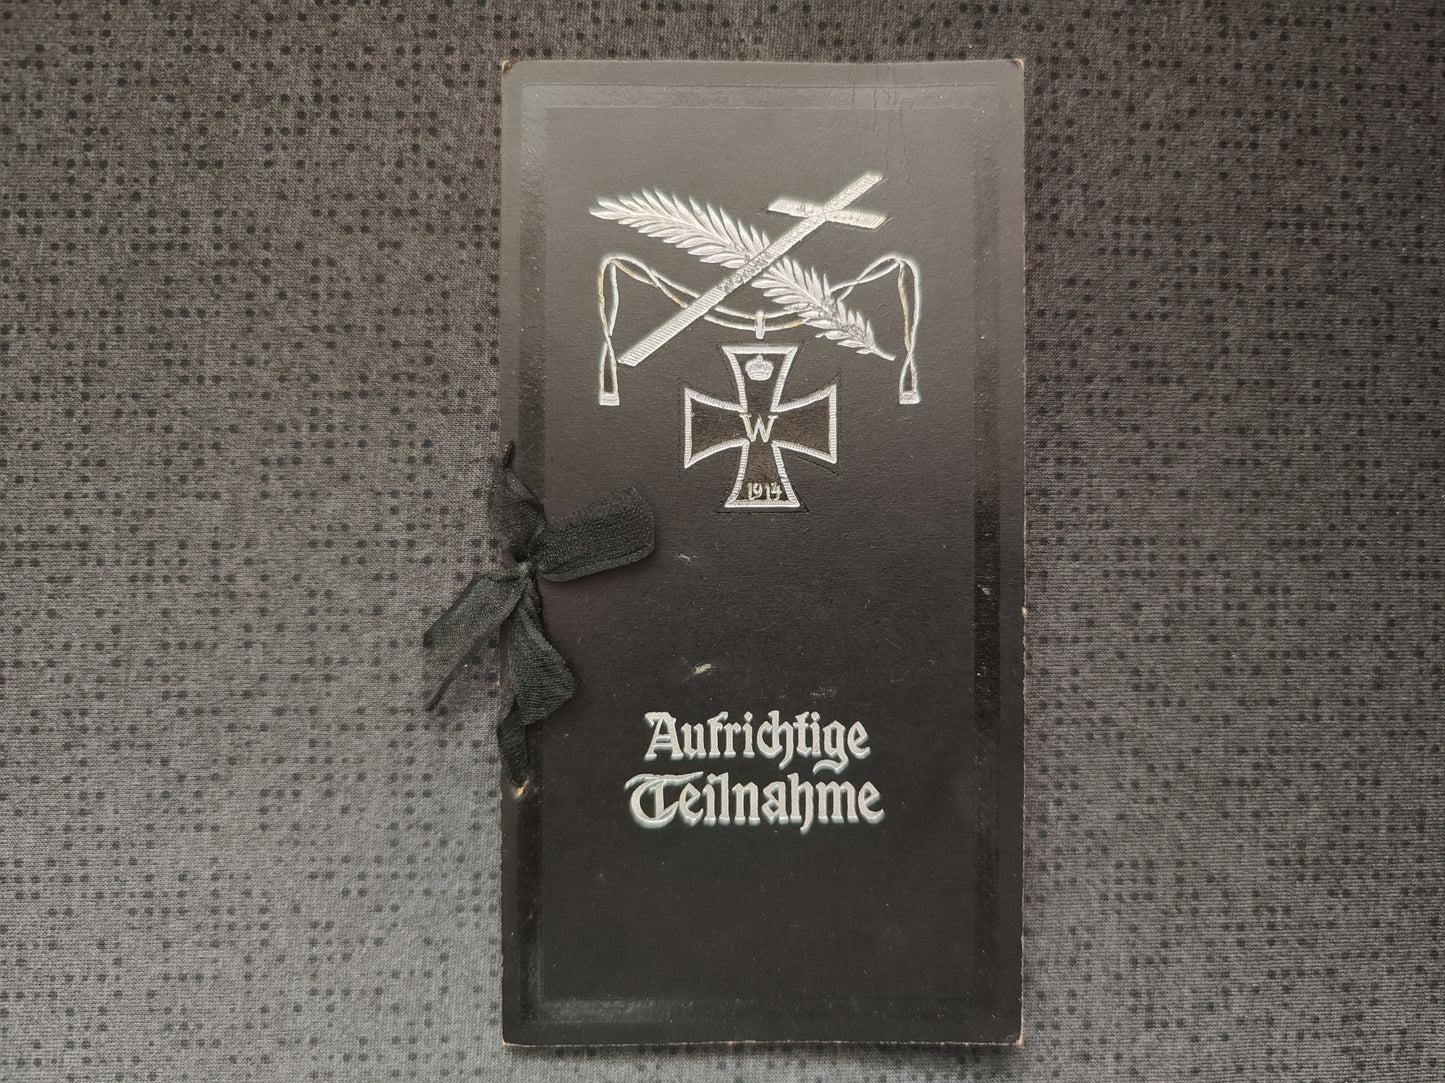 W
1914
Aufrichtige
Teilnahme